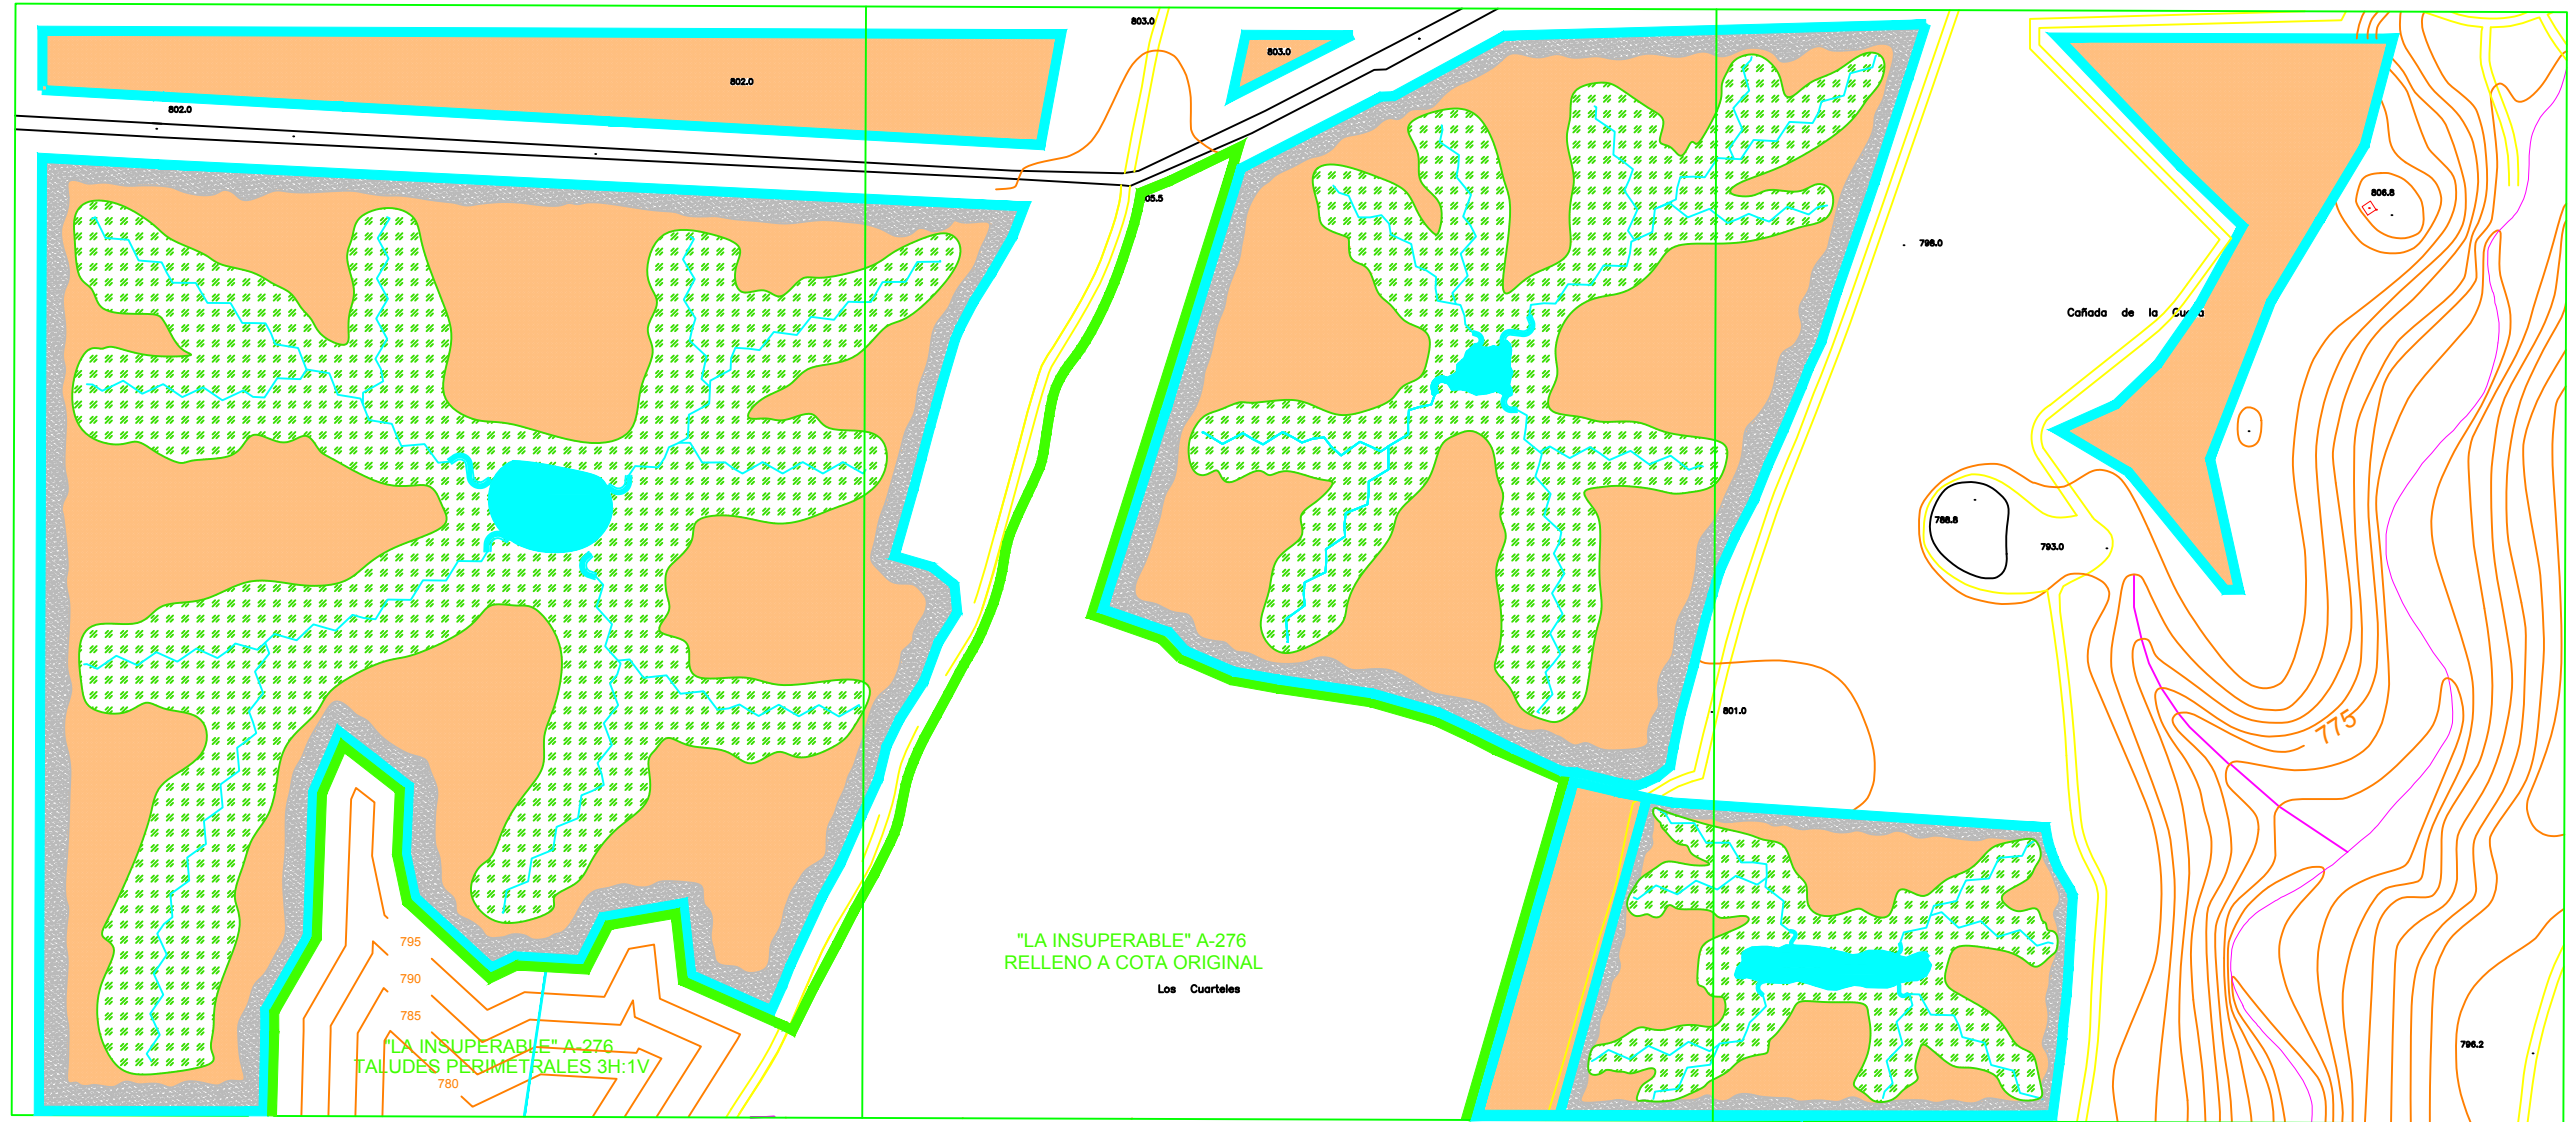 803.0
803.0
802.0
802.0
806.8
05.5
798.0
Cañada de la
788.8
793.0
801.0
775
"LA INSUPERABLE" A-276
RELLENO A COTA ORIGINAL
Los Cuarteles
795
790
785
"LA INSUPERABLE" A-276
TALUDES PERIMETRALES 3H:1V
780
796.2